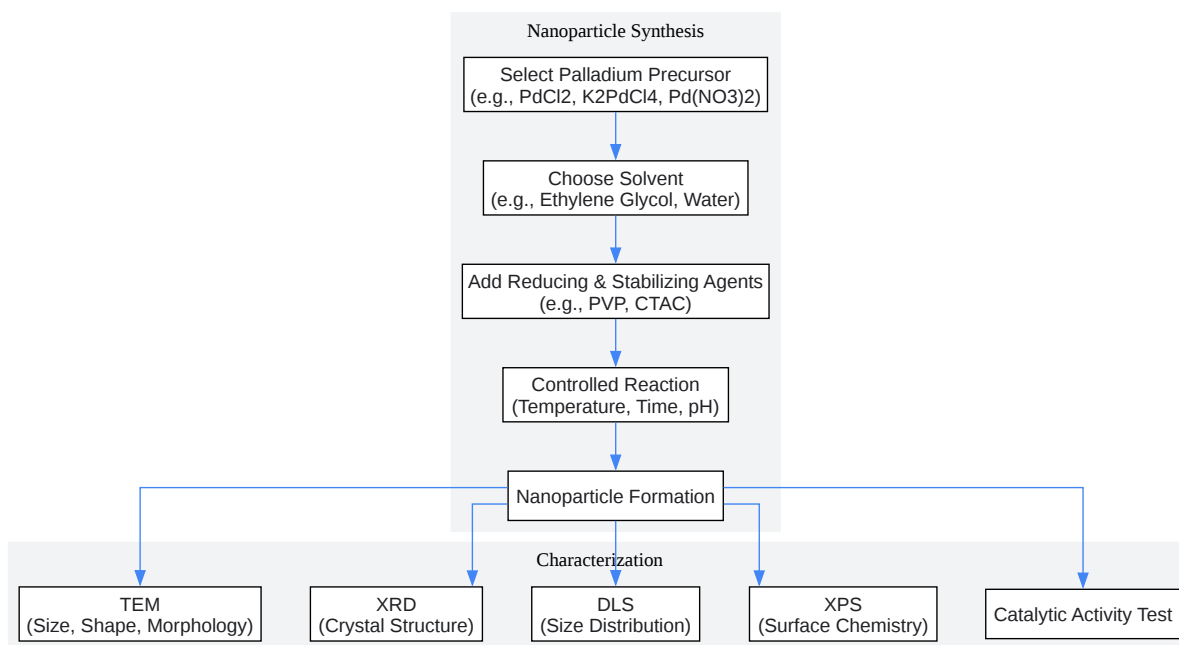 Nanoparticle Synthesis
Select Palladium Precursor
(e.g., PdCl2, K2PdCl4, Pd(NO3)2)
Choose Solvent
(e.g., Ethylene Glycol, Water)
Add Reducing & Stabilizing Agents
(e.g., PVP, CTAC)
Controlled Reaction
(Temperature, Time, pH)
Nanoparticle Formation
Characterization
TEM
(Size, Shape, Morphology)
XRD
(Crystal Structure)
DLS
(Size Distribution)
XPS
(Surface Chemistry)
Catalytic Activity Test